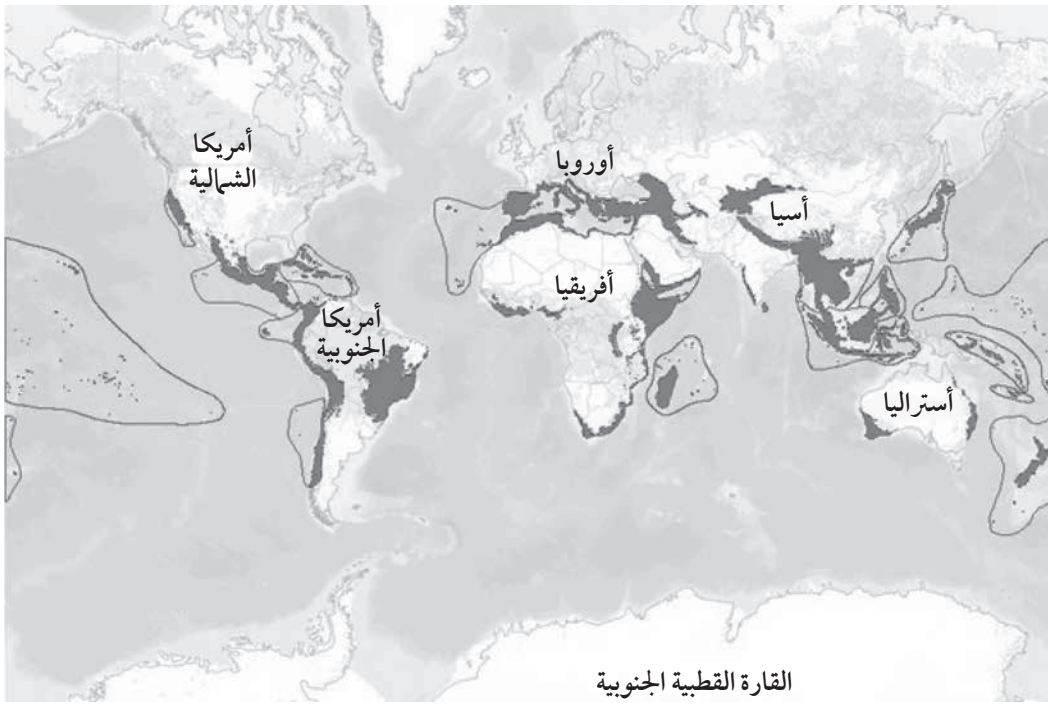 أمريكا
الشمالية
أوروبا
أسيا
أفريقيا
أمريكا
الجنوبية
أستراليا
القارة القطبية الجنوبية